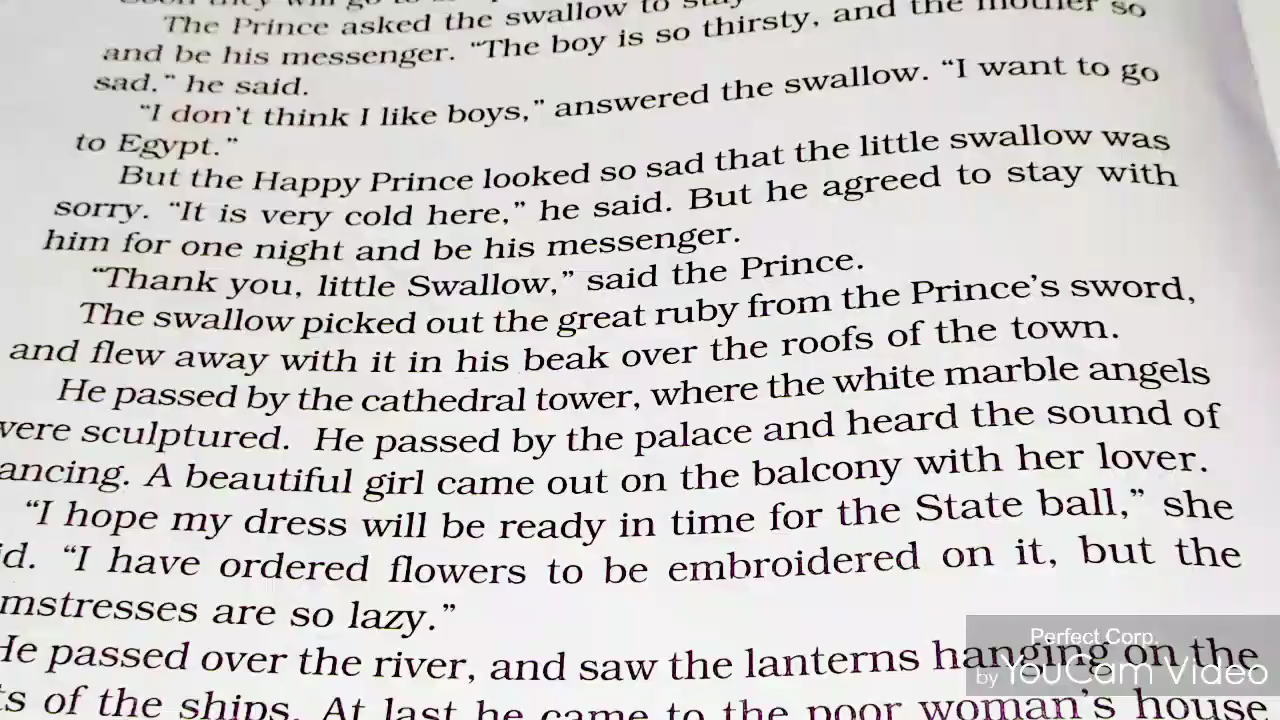 The Prince asked the swallow to stay
and be his messenger. “The boy is so thirsty, and the mother so
sad.” he said.
“I don’t think I like boys,” answered the swallow. “I want to go
to Egypt.”
But the Happy Prince looked so sad that the little swallow was
sorry. “It is very cold here,” he said. But he agreed to stay with
him for one night and be his messenger.
“Thank you, little Swallow,” said the Prince.
The swallow picked out the great ruby from the Prince’s sword,
and flew away with it in his beak over the roofs of the town.
He passed by the cathedral tower, where the white marble angels
were sculptured. He passed by the palace and heard the sound of
ancing. A beautiful girl came out on the balcony with her lover.
“I hope my dress will be ready in time for the State ball,” she
id. “I have ordered flowers to be embroidered on it, but the
mstresses are so lazy.”
He passed over the river, and saw the lanterns hanging on the
ts of the ships. At last he came to the poor woman’s house
Perfect Corp.
by YouCam Video